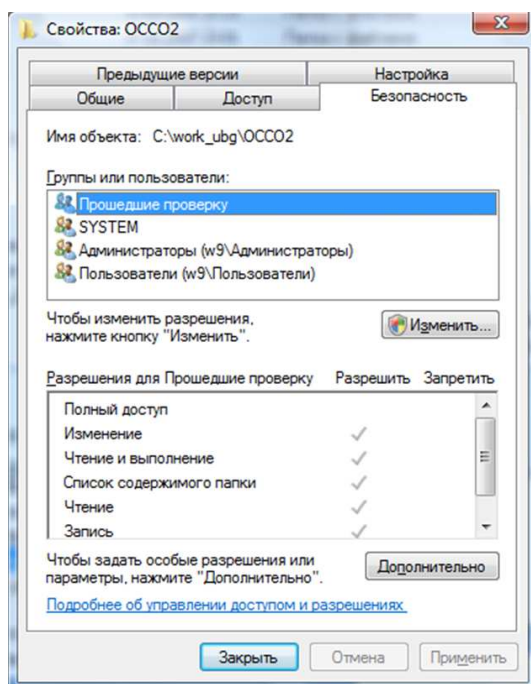 Свойства: ОССО2
Предыдущие версии Настройка
Общие Доступ Безопасность
Имя объекта: C:\work_ubg\ОССО2
Группы или пользователи:
Прошедшие проверку
SYSTEM
Администраторы (w9\Администраторы)
Пользователи (w9\Пользователи)
Чтобы изменить разрешения,
нажмите кнопку "Изменить".
Изменить...
Разрешения для Прошедшие проверку Разрешить Запретить
Полный доступ
Изменение
Чтение и выполнение
Список содержимого папки
Чтение
Запись
Чтобы задать особые разрешения или
параметры, нажмите "Дополнительно".
Дополнительно
Подробнее об управлении доступом и разрешениях
Закрыть Отмена Применить